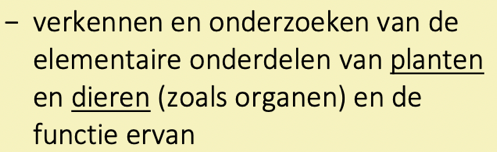 – verkennen en onderzoeken van de
elementaire onderdelen van planten
en dieren (zoals organen) en de
functie ervan